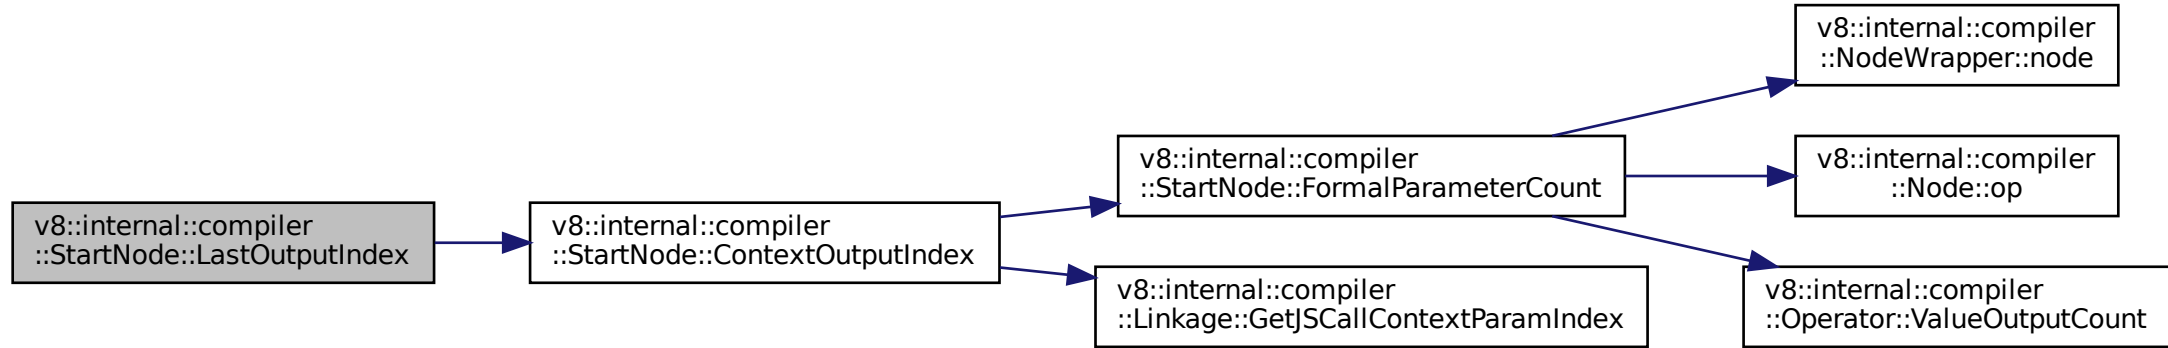 v8::internal::compiler
::StartNode::LastOutputIndex
v8::internal::compiler
::StartNode::ContextOutputIndex
v8::internal::compiler
::StartNode::FormalParameterCount
v8::internal::compiler
::Linkage::GetJSCallContextParamIndex
v8::internal::compiler
::NodeWrapper::node
v8::internal::compiler
::Node::op
v8::internal::compiler
::Operator::ValueOutputCount